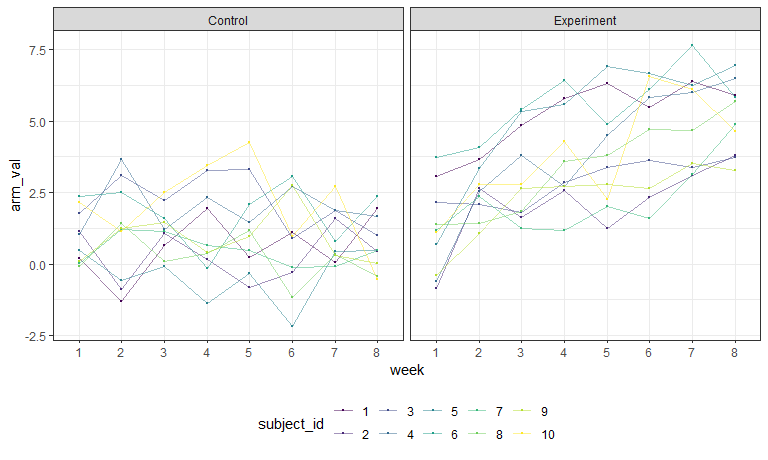 Control Experiment
7.5
5.0
2.5
0.0
-2.5
arm_val
1 2 3 4 5 6 7 8 1 2 3 4 5 6 7 8
week
subject_id
1 3 5 7 9
2 4 6 8 10